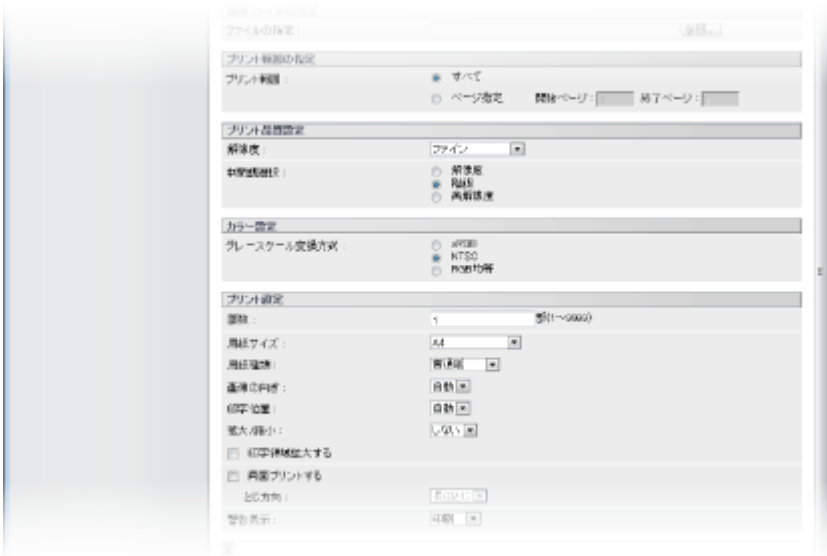 ファイルの指定:
プリント範囲の指定
プリント範囲:
すべて
ページ指定 開始ページ: 終了ページ:
プリント品質設定
解像度: ファイン
中間調選択: 解像度
階調
高解像度
カラー設定
グレースケール変換方式: sRGB
NTSC
RGB均等
プリント設定
部数: 1 部(1~9999)
用紙サイズ: A4
用紙種類: 普通紙
画像の向き: 自動
印字位置: 自動
拡大/縮小: しない
印字領域拡大する
両面プリントする
とじ方向:
警告表示: 印刷